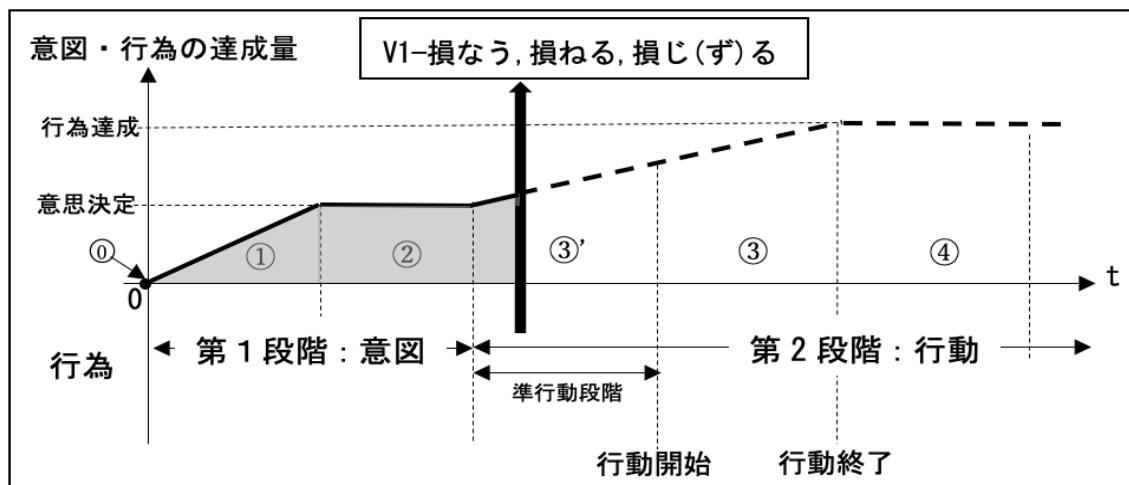 意図・行為の達成量
V1−損なう,損ねる,損じ(ず)る
行為達成
意思決定
⓪
①
②
③’
③
④
t
0
行為
第1段階:意図
第2段階:行動
準行動段階
行動開始
行動終了